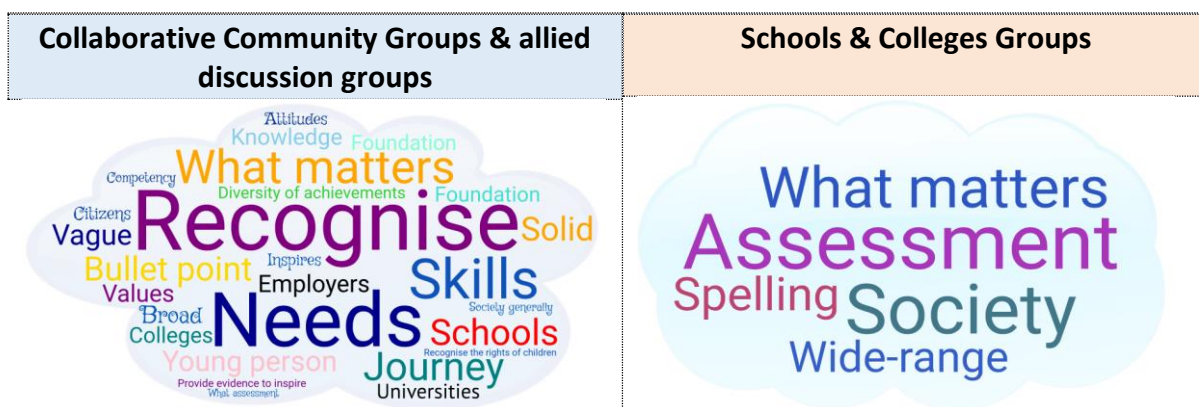 Collaborative Community Groups & allied
discussion groups
Schools & Colleges Groups
Attitudes
Knowledge
Foundation
What matters
Competency
Diversity of achievements
Foundation
Citizens
Recognise
Solid
Vague
Inspires
Bullet point
Employers
Skills
Values
Society generally
Broad
Needs
Schools
Colleges
Recognise the rights of children
Young person
Journey
Provide evidence to inspire
Universities
What assessment
What matters
Assessment
Spelling
Society
Wide-range